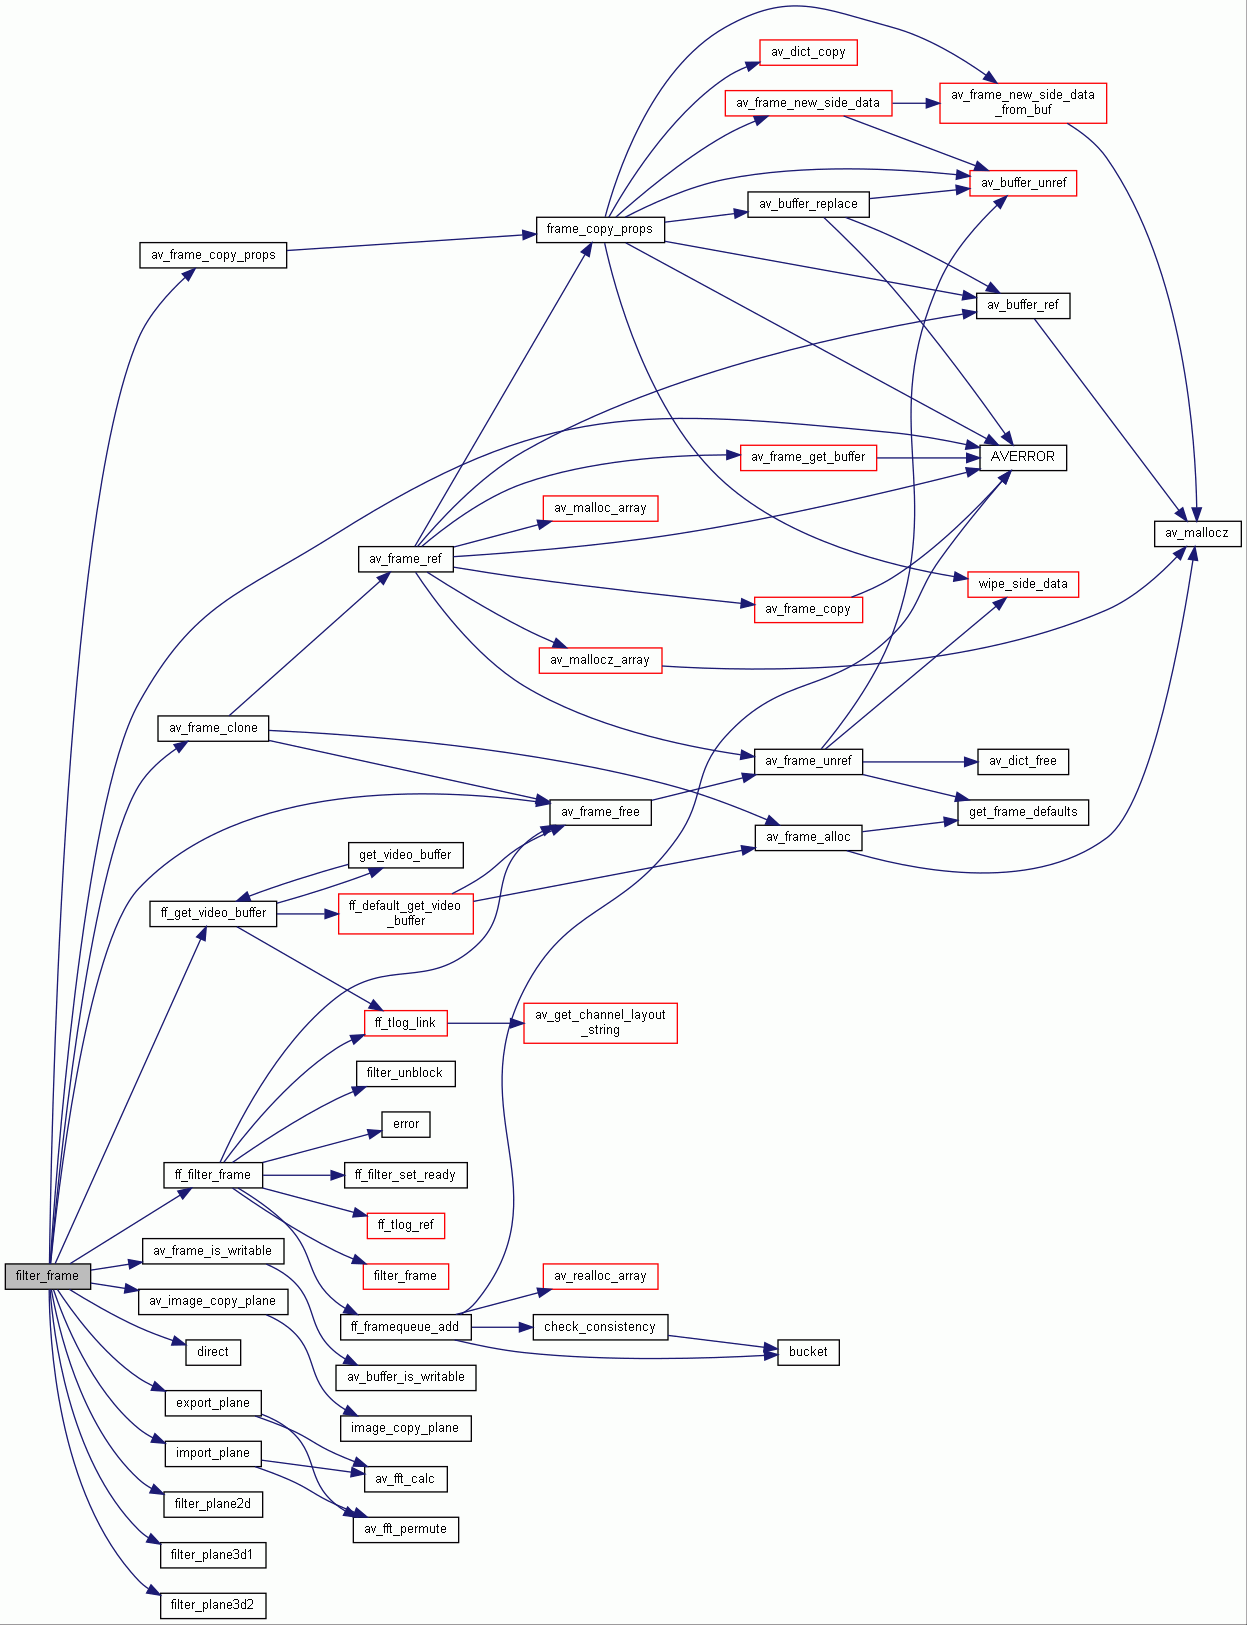 av_dict_copy
av_frame_new_side_data
_from_buf
av_frame_new_side_data
av_buffer_unref
av_buffer_replace
frame_copy_props
av_frame_copy_props
av_buffer_ref
av_frame_get_buffer
AVERROR
av_malloc_array
av_mallocz
av_frame_ref
wipe_side_data
av_frame_copy
av_mallocz_array
av_frame_clone
av_frame_unref
av_dict_free
av_frame_free
get_frame_defaults
av_frame_alloc
get_video_buffer
ff_get_video_buffer
ff_default_get_video
_buffer
ff_tlog_link
av_get_channel_layout
_string
filter_unblock
error
ff_filter_frame
ff_filter_set_ready
ff_tlog_ref
av_frame_is_writable
filter_frame
filter_frame
av_realloc_array
av_image_copy_plane
ff_framequeue_add
check_consistency
direct
bucket
av_buffer_is_writable
export_plane
image_copy_plane
import_plane
av_fft_calc
filter_plane2d
av_fft_permute
filter_plane3d1
filter_plane3d2